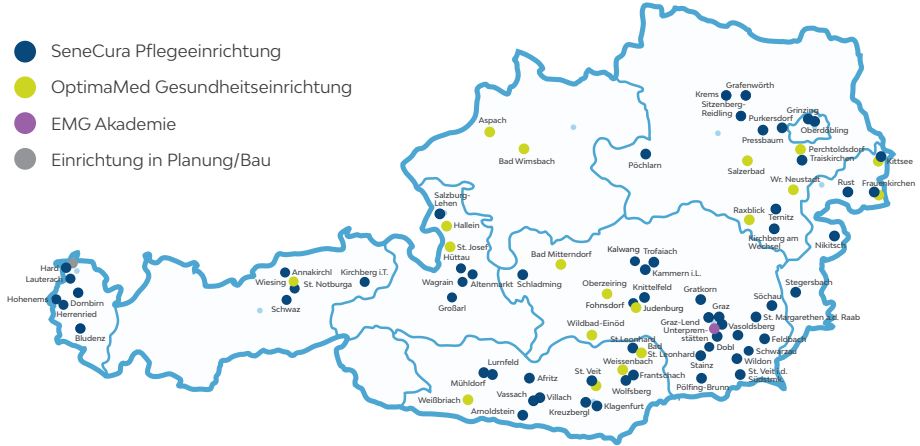 SeneCura Pflegeeinrichtung
OptimaMed Gesundheitseinrichtung
EMG Akademie
Einrichtung in Planung/Bau
Grafenwörth
Krems
Sitzenberg-
Reidling
Grinzing
Purkersdorf
Oberdöbling
Pressbaum
Aspach
Bad Wimsbach
Pöchlarn
Perchtoldsdorf
Traiskirchen
Kittsee
Salzerbad
Wr. Neustadt
Rust
Frauenkirchen
Salzburg-
Lehen
Hallein
Raxblick
Ternitz
Kirchberg am
Wechsel
Nikitsch
St. Josef
Hüttau
Bad Mitterndorf
Kalwang
Trofaiach
Kammern i.L.
Hard
Lauterach
Hohenems
Dornbirn
Herrenried
Bludenz
Annakirchl
Wiesing
St. Notburga
Schwaz
Kirchberg i.T.
Wagrain
Altenmarkt
Schladming
Großarl
Oberzeiring
Knittelfeld
Fohnsdorf
Judenburg
Gratkorn
Stegersbach
Söchau
St. Margarethen a.d. Raab
Graz
Graz-Lend
Unterprem-
stätten
Vasoldsberg
Feldbach
Dobl
Schwarzau
Wildon
Stainz
St. Veit i.d.
Südstmk.
Pölfing-Brunn
Wildbad-Einöd
St.Leonhard
Bad
St. Leonhard
Weissenbach
Frantschach
Wolfsberg
St. Veit
Lurnfeld
Mühldorf
Afritz
Weißbriach
Vassach
Villach
Arnoldstein
Kreuzbergl
Klagenfurt